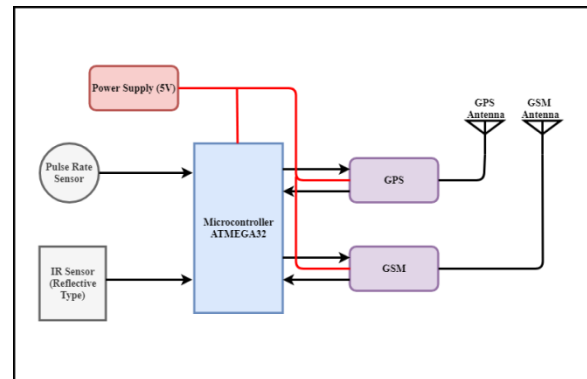 Power Supply (5V)
GPS
Antenna
GSM
Antenna
Pulse Rate
Sensor
Microcontroller
ATMEGA32
GPS
IR Sensor
(Reflective
Type)
GSM